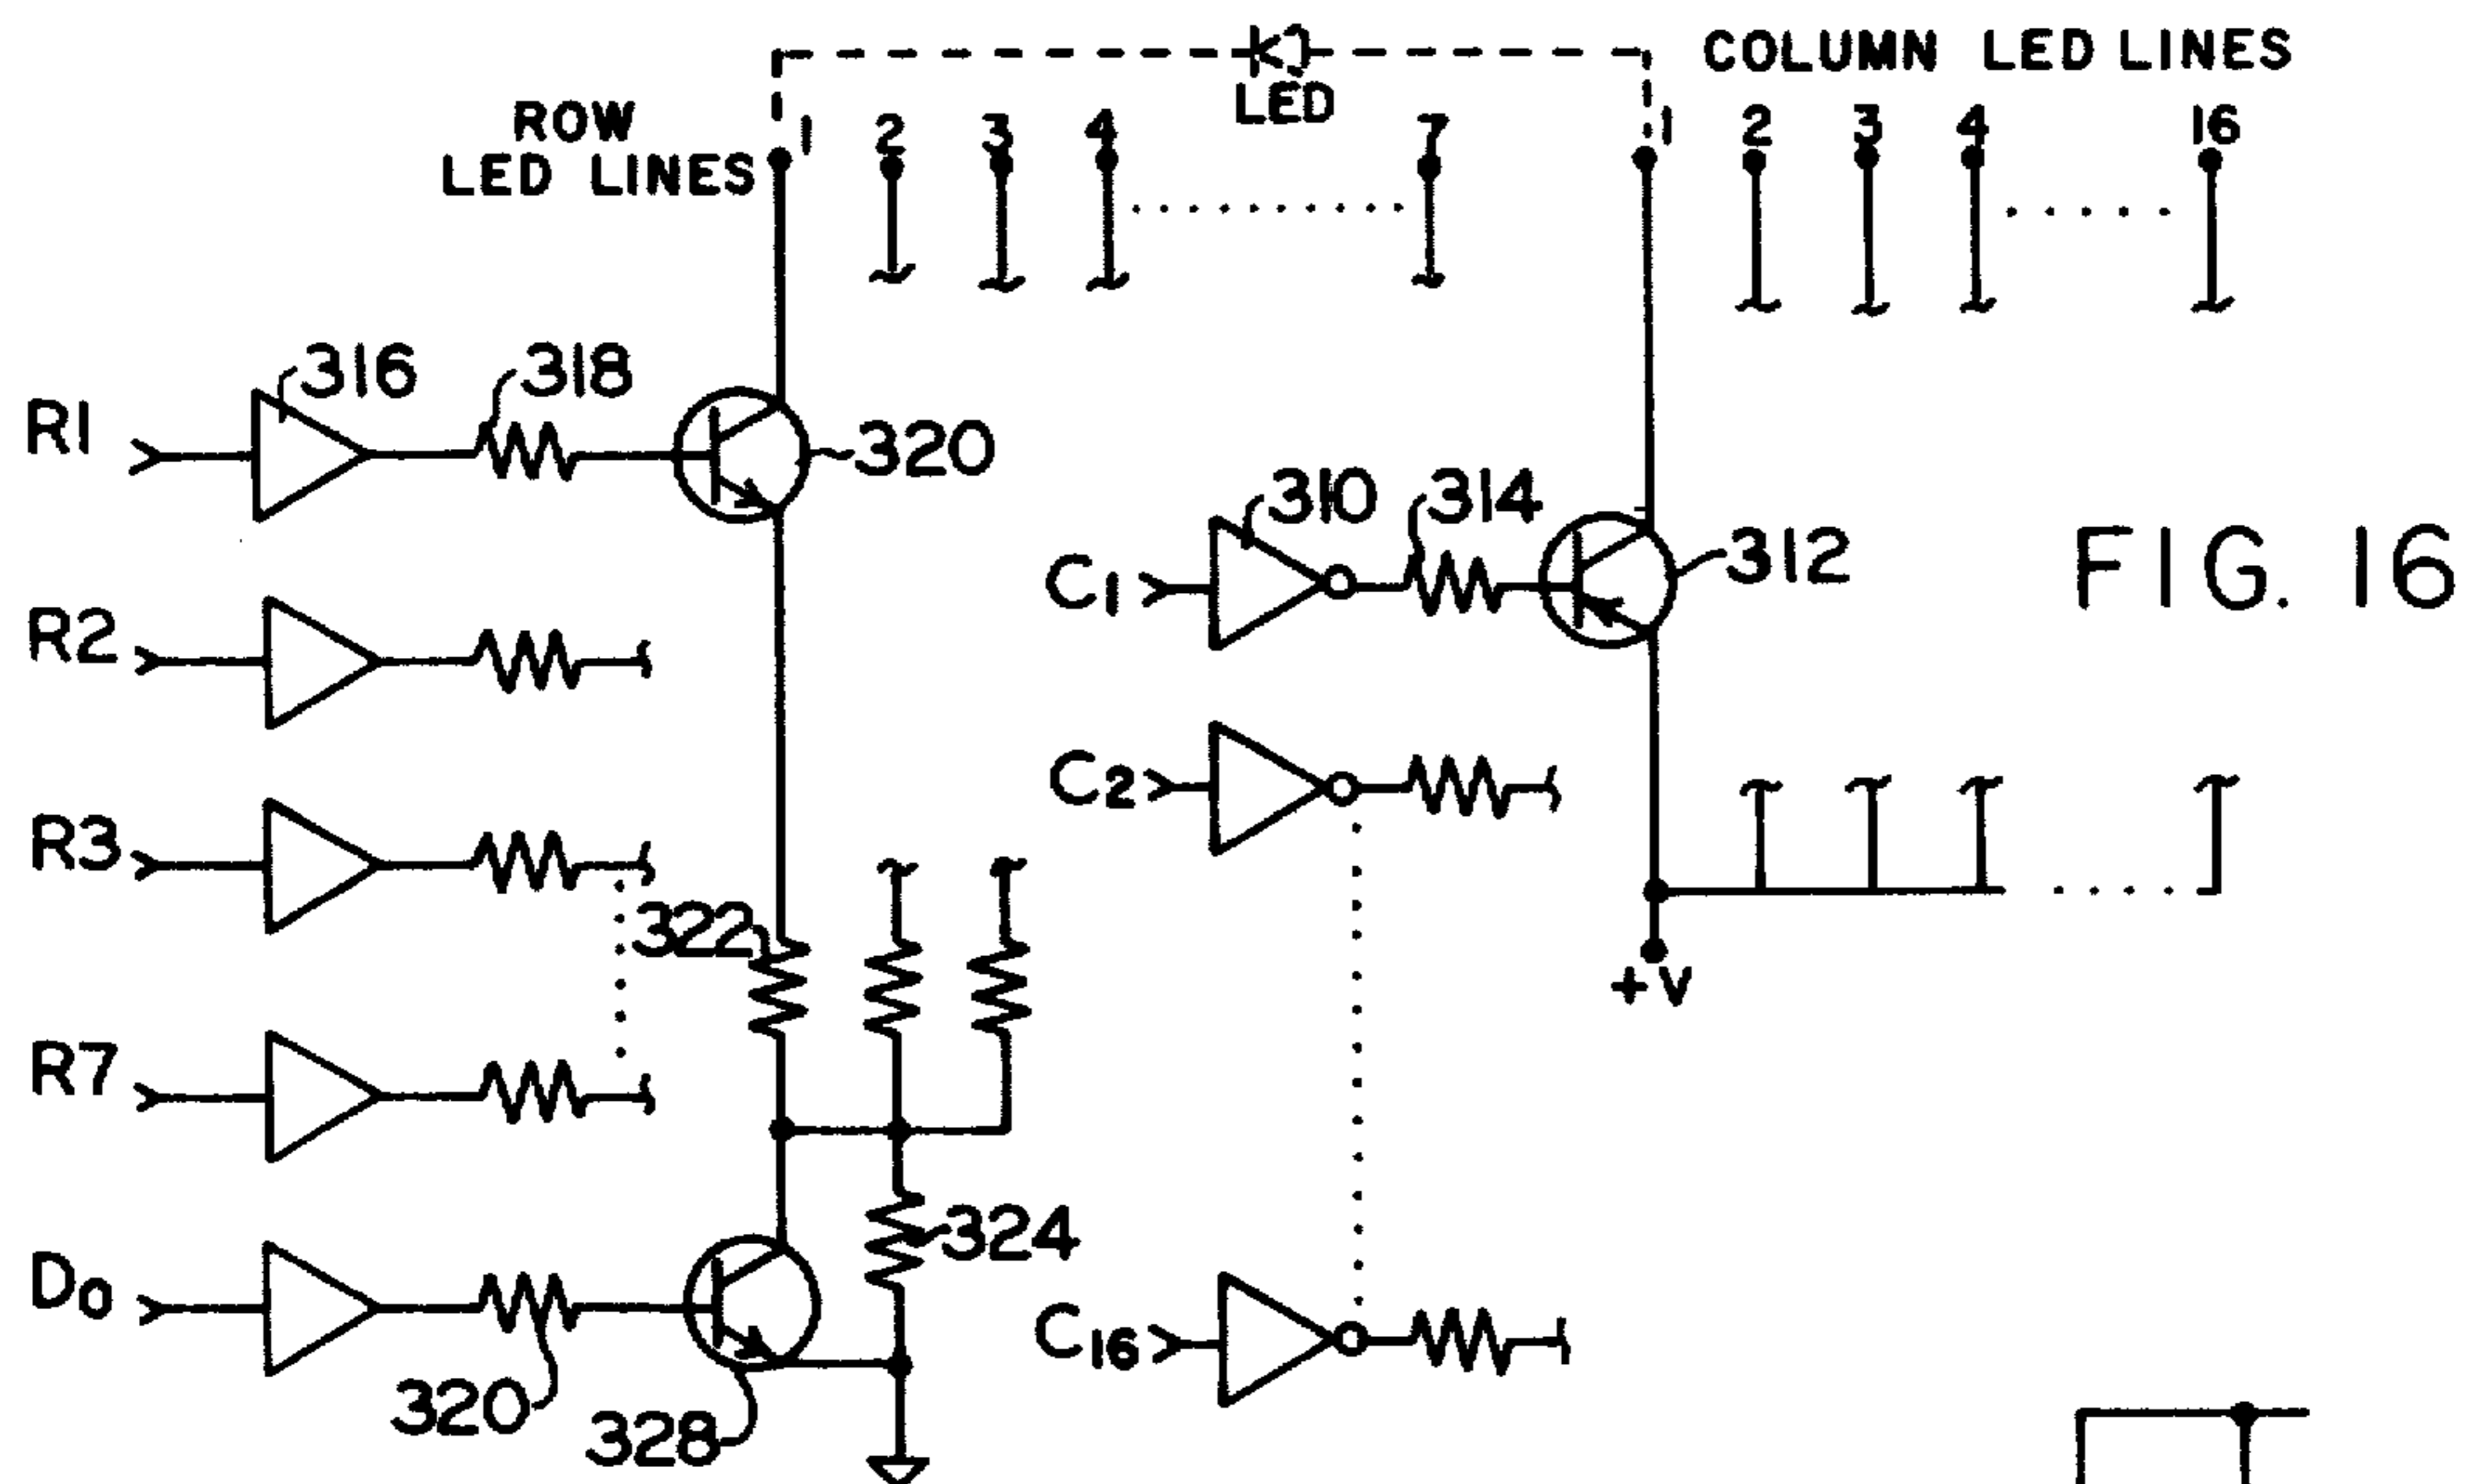 COLUMN LED LINES
LED
ROW
LED LINES
1 2 3 4 7
1 2 3 4 16
316 318
R1
320
310 314
C1
312
FIG. 16
R2
C2
R3
322
+V
R7
324
D0
C16
320
328